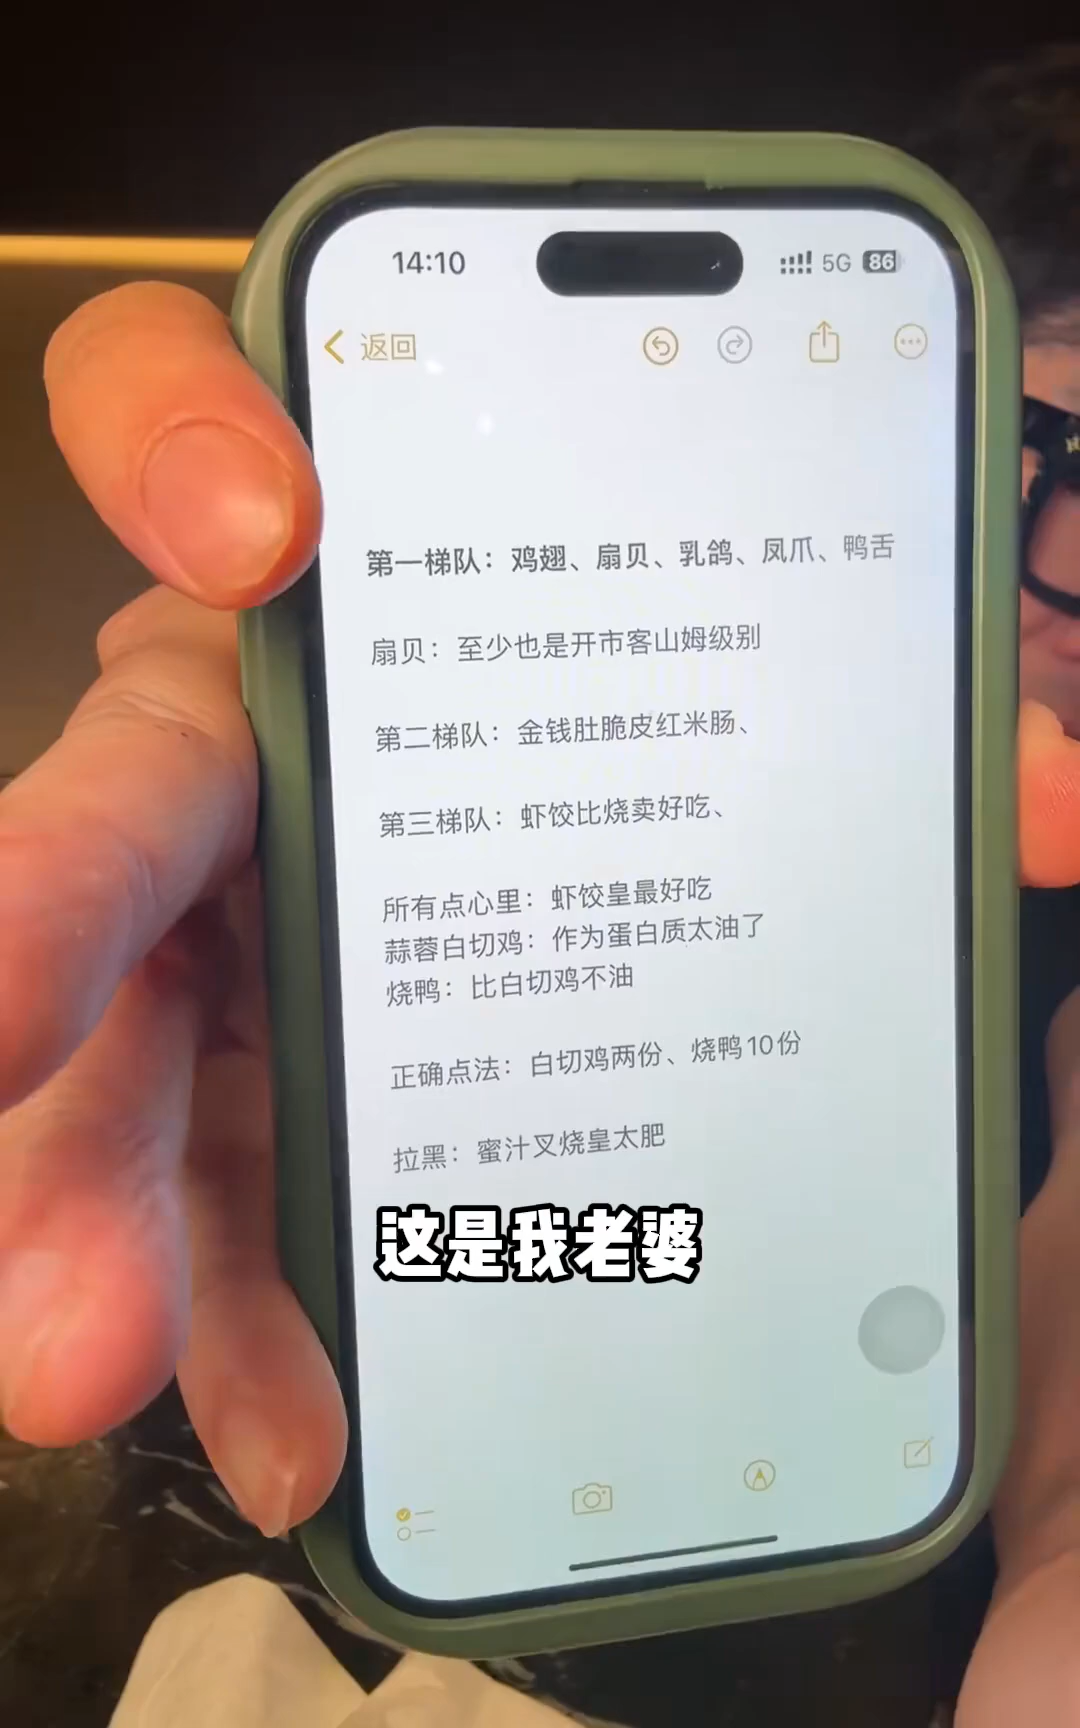 14:10 5G 86
返回
第一梯队：鸡翅、扇贝、乳鸽、凤爪、鸭舌
扇贝：至少也是开市客山姆级别
第二梯队：金钱肚脆皮红米肠、
第三梯队：虾饺比烧卖好吃、
所有点心里：虾饺皇最好吃
蒜蓉白切鸡：作为蛋白质太油了
烧鸭：比白切鸡不油
正确点法：白切鸡两份、烧鸭10份
拉黑：蜜汁叉烧皇太肥
这是我老婆